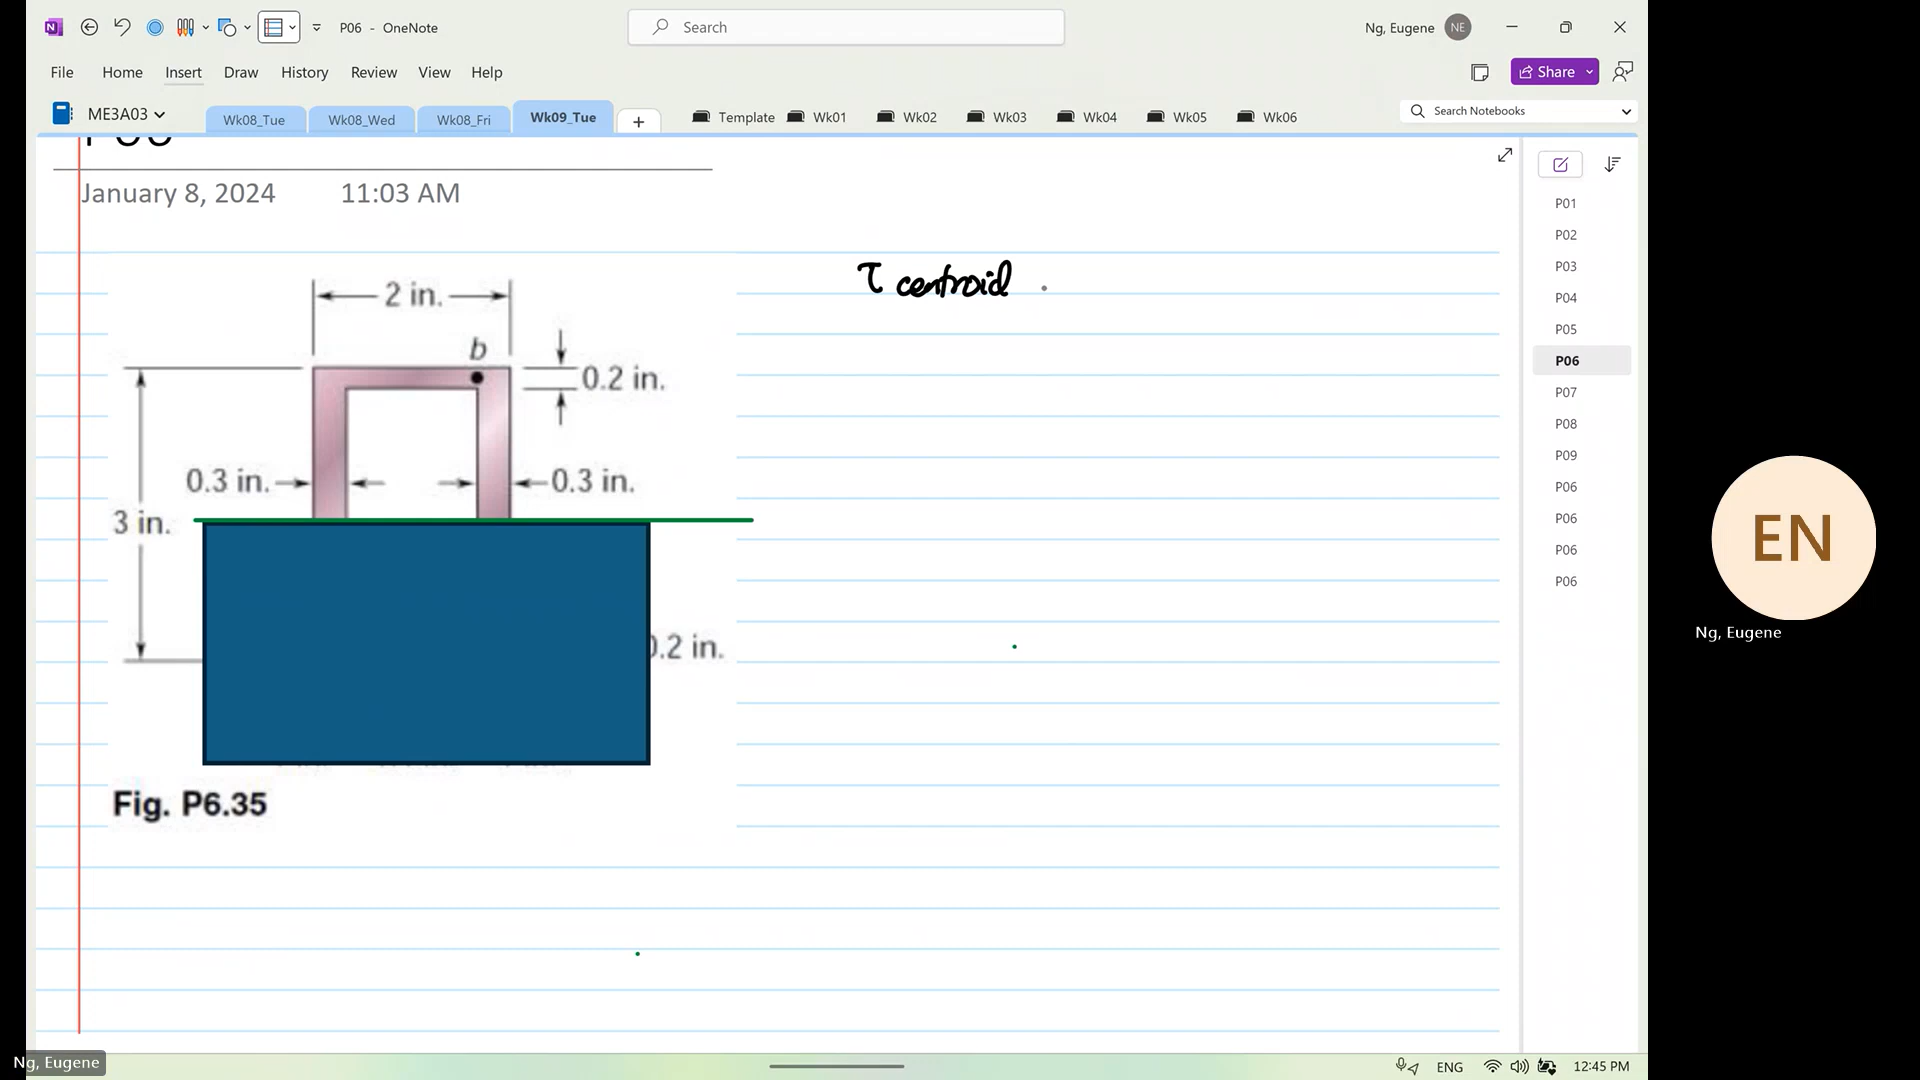 P06 - OneNote
Search
Ng, Eugene
NE
File Home Insert Draw History Review View Help
Share
ME3A03
Wk08_Tue Wk08_Wed Wk08_Fri Wk09_Tue + Template Wk01 Wk02 Wk03 Wk04 Wk05 Wk06
Search Notebooks
P06
January 8, 2024 11:03 AM
τ centroid
2 in.
b
0.2 in.
0.3 in.
0.3 in.
3 in.
0.2 in.
Fig. P6.35
P01
P02
P03
P04
P05
P06
P07
P08
P09
P06
P06
P06
P06
EN
Ng, Eugene
Ng, Eugene
ENG
12:45 PM